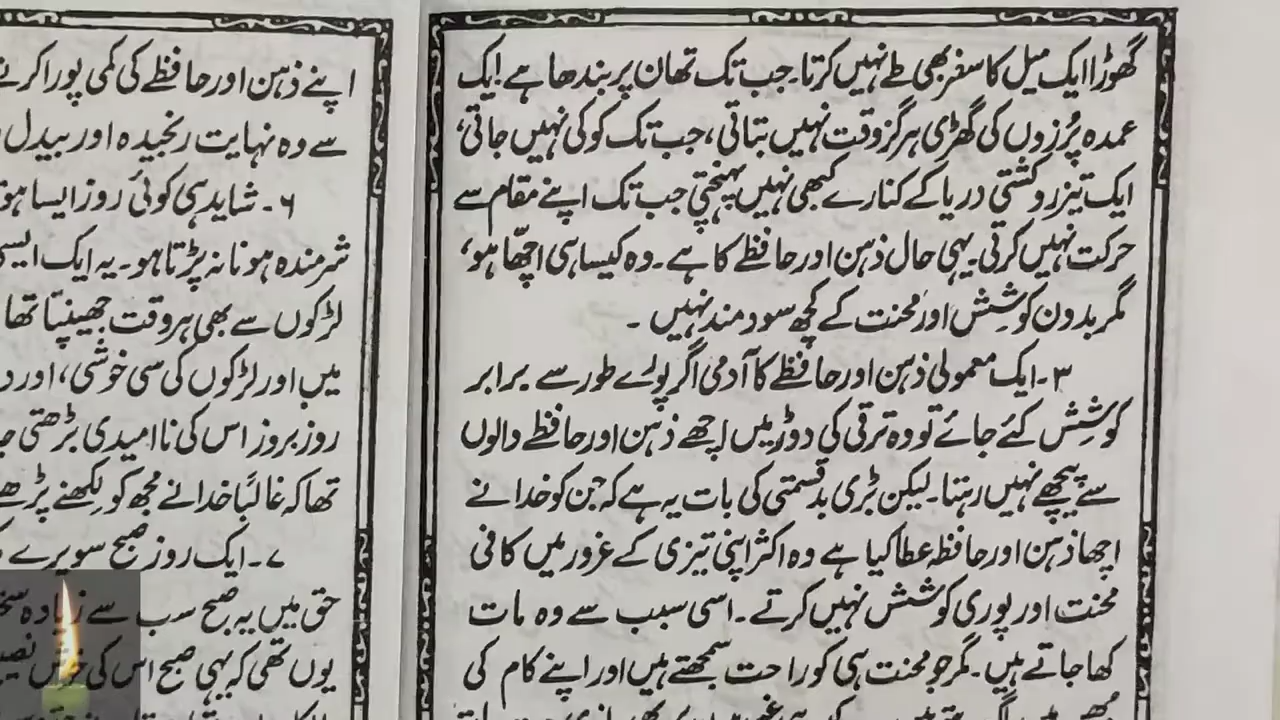 گھوڑا ایک میل کا سفر بھی طے نہیں کرتا۔ جب تک تھان پر بندھا ہے۔ ایک
عمدہ پُرزوں کی گھڑی ہرگز وقت نہیں بتاتی، جب تک کوکی نہیں جاتی،
ایک تیز رو کشتی دریا کے کنارے کبھی نہیں پہنچتی جب تک اپنے مقام سے
حرکت نہیں کرتی۔ یہی حال ذہن اور حافظے کا ہے۔ وہ کیسا ہی اچھّا ہو،
مگر بدون کوشِش اور محنت کے کچھ سودمند نہیں ۔
۳۔ ایک معمولی ذہن اور حافظے کا آدمی اگر پورے طور سے برابر
کوشِشِ کئے جائے تو وہ ترقی کی دوڑ میں اچھے ذہن اور حافظے والوں
سے پیچھے نہیں رہتا۔ لیکن بڑی بدقسمتی کی بات یہ ہے کہ جن کو خدا نے
اچھا ذہن اور حافظہ عطا کیا ہے وہ اکثر اپنی تیزی کے غرور میں کافی
محنت اور پوری کوشش نہیں کرتے ۔ اسی سبب سے وہ مات
کھا جاتے ہیں ۔ مگر جو محنت ہی کو راحت سمجھتے ہیں اور اپنے کام کی
اپنے ذہن اور حافظے کی کمی پورا کرنے
سے وہ نہایت رنجیدہ اور بیدل
۶۔ شاید ہی کوئی روز ایسا ہو
شرمندہ ہونا نہ پڑتا ہو۔ یہ ایک ایسی
لڑکوں سے بھی ہر وقت جھینپتا تھا
میں اور لڑکوں کی سی خوشی، اور
روز بروز اس کی نا امیدی بڑھتی
تھا کہ غالباً خدا نے مجھ کو لکھنے پڑھنے
۷۔ ایک روز صبح سویرے
حق میں یہ صبح سب سے زیادہ
یوں تھی کہ یہی صبح اس کی